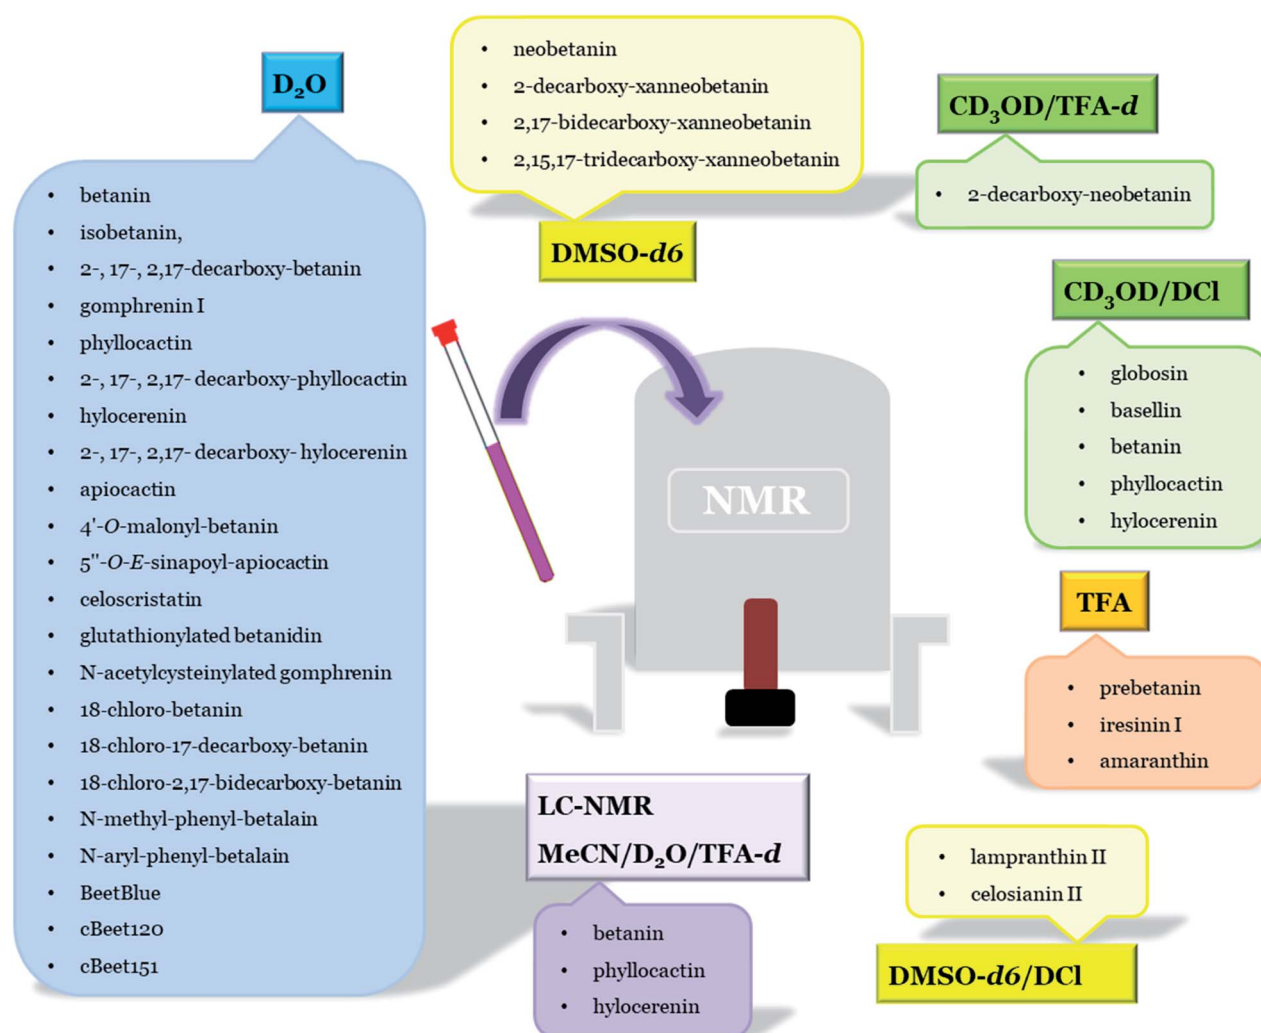 D₂O
betanin
isobetanin,
2-, 17-, 2,17-decarboxy-betanin
gomphrenin I
phyllocactin
2-, 17-, 2,17- decarboxy-phyllocactin
hylocerenin
2-, 17-, 2,17- decarboxy- hylocerenin
apiocactin
4'-O-malonyl-betanin
5''-O-E-sinapoyl-apiocactin
celoscristatin
glutathionylated betanidin
N-acetylcysteinylated gomphrenin
18-chloro-betanin
18-chloro-17-decarboxy-betanin
18-chloro-2,17-bidecarboxy-betanin
N-methyl-phenyl-betalain
N-aryl-phenyl-betalain
BeetBlue
cBeet120
cBeet151
neobetanin
2-decarboxy-xanneobetanin
2,17-bidecarboxy-xanneobetanin
2,15,17-tridecarboxy-xanneobetanin
DMSO-d6
CD₃OD/TFA-d
2-decarboxy-neobetanin
CD₃OD/DCl
globosin
basellin
betanin
phyllocactin
hylocerenin
NMR
TFA
prebetanin
iresinin I
amaranthin
LC-NMR
MeCN/D₂O/TFA-d
betanin
phyllocactin
hylocerenin
lampranthin II
celosianin II
DMSO-d6/DCl